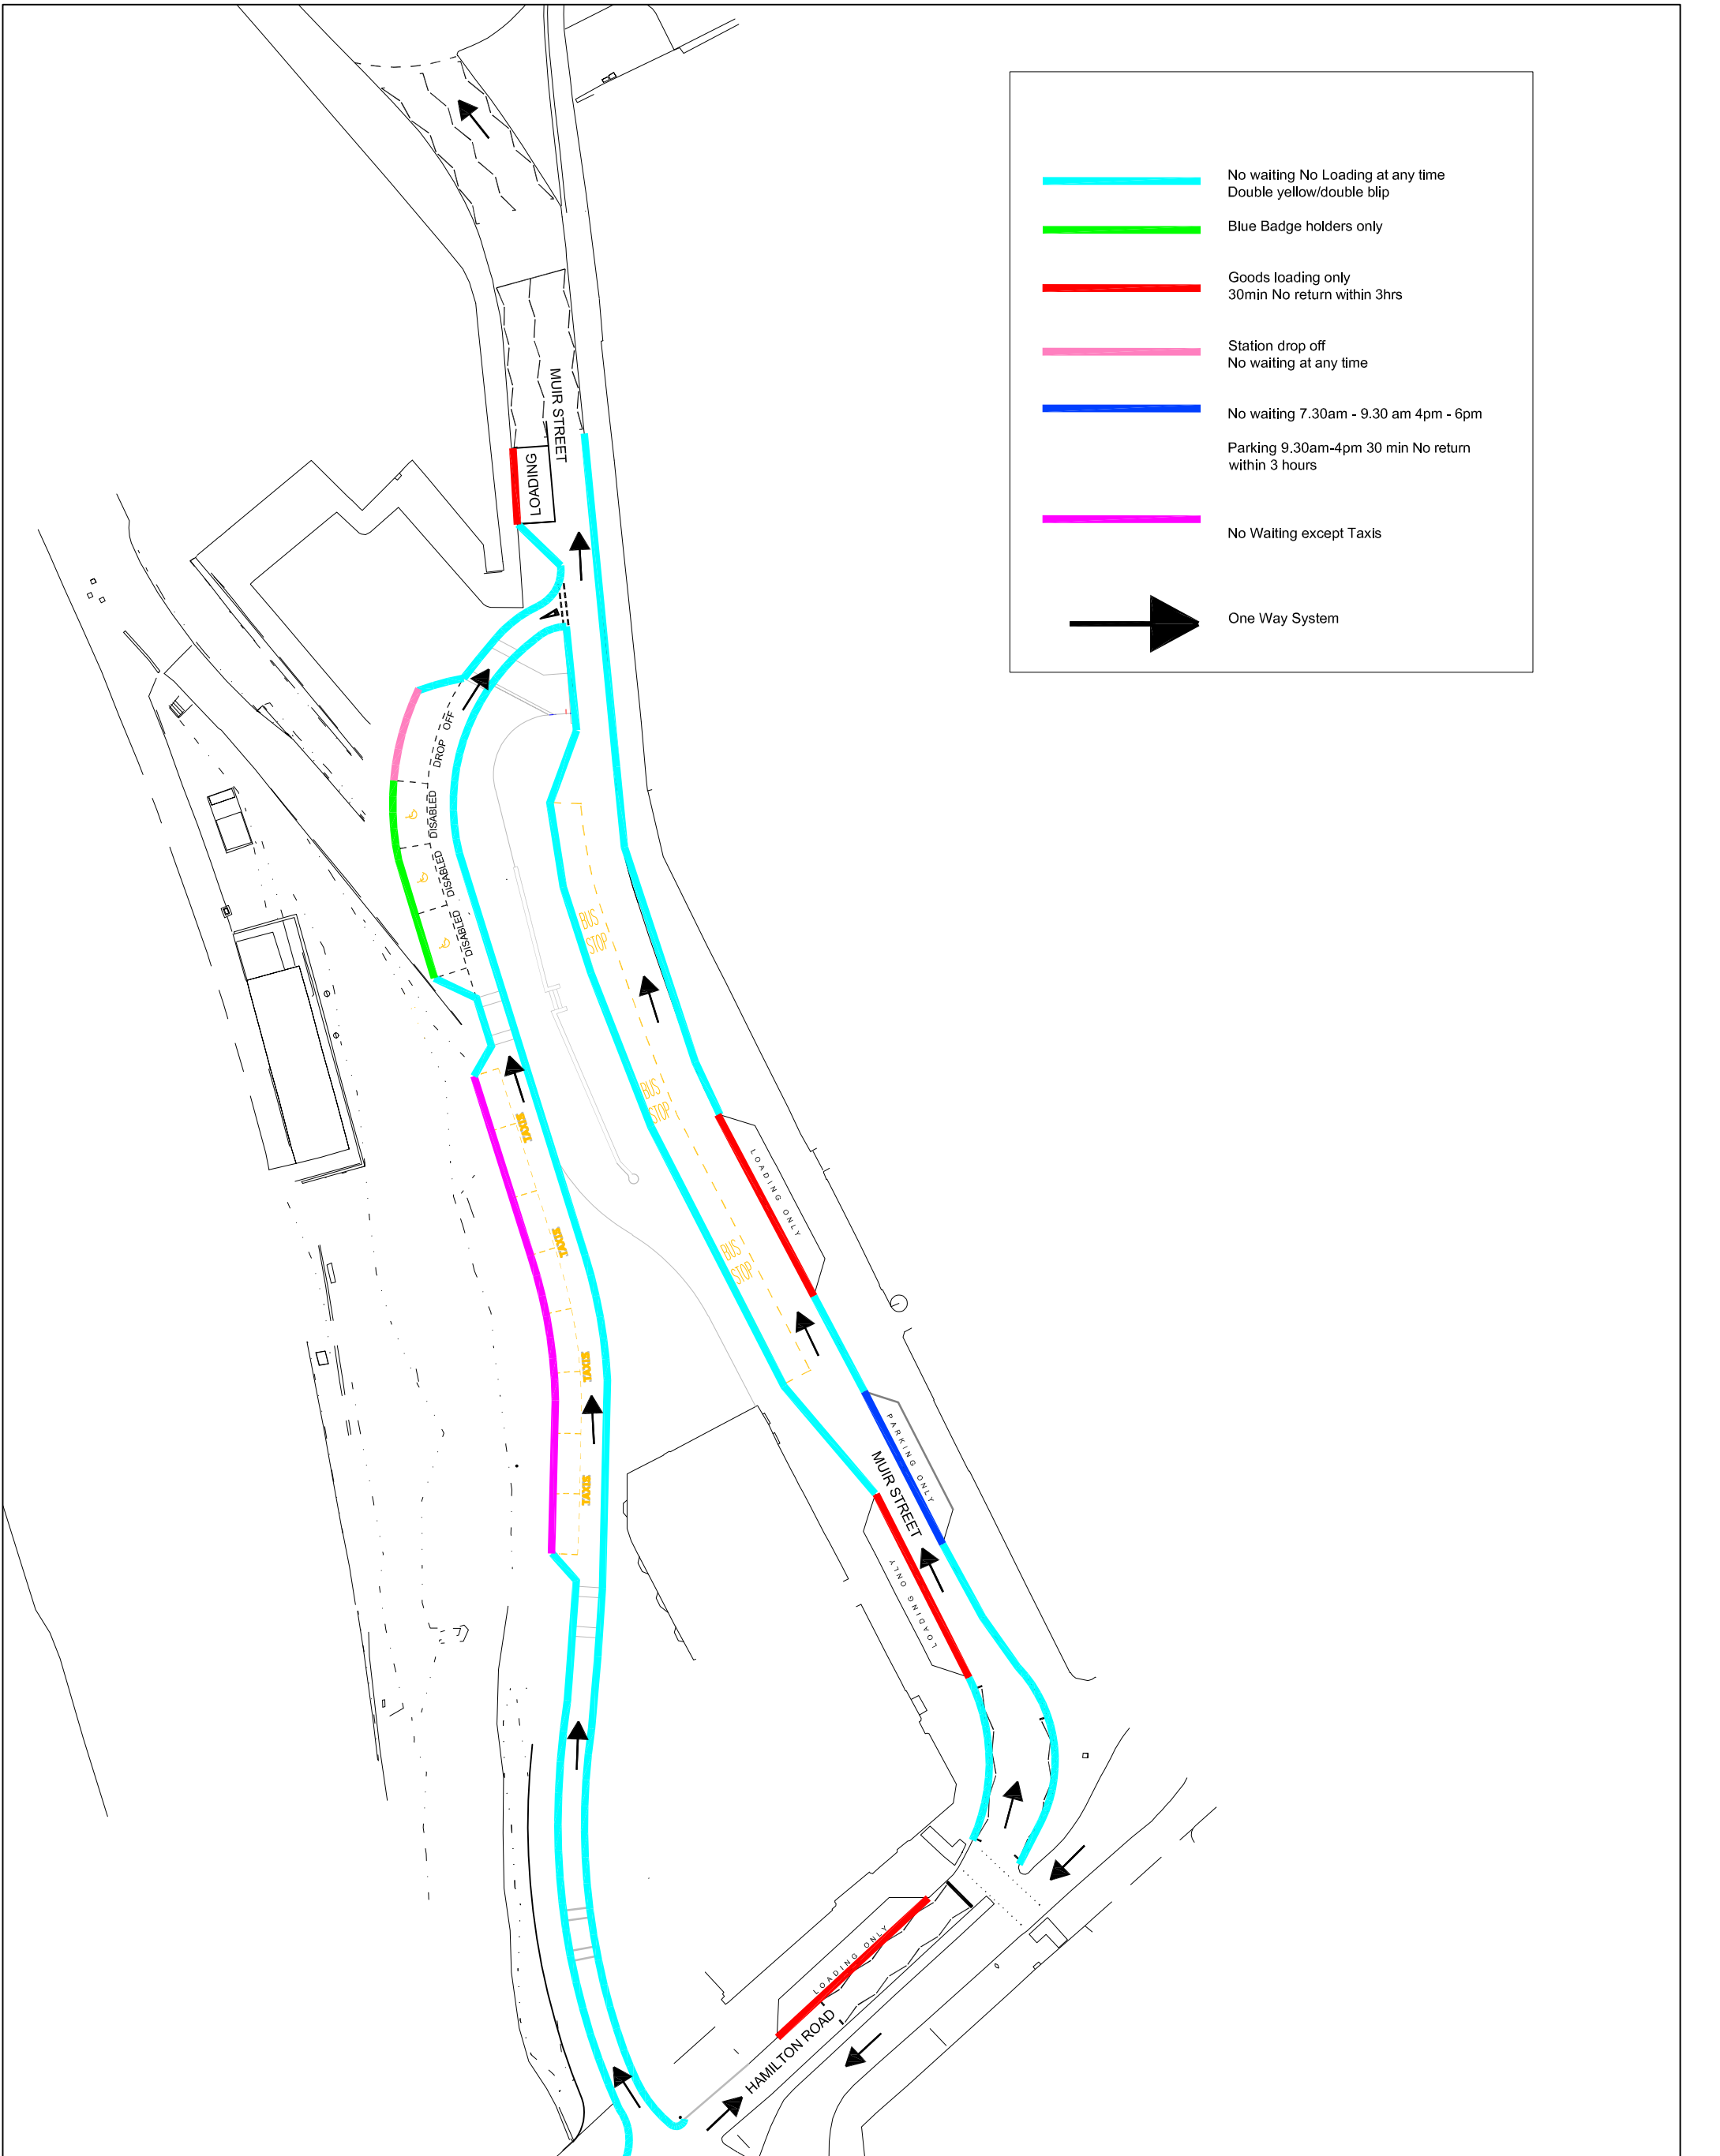 No waiting No Loading at any time
Double yellow/double blip
Blue Badge holders only
Goods loading only
30min No return within 3hrs
Station drop off
No waiting at any time
No waiting 7.30am - 9.30 am 4pm - 6pm
Parking 9.30am-4pm 30 min No return
within 3 hours
No Waiting except Taxis
One Way System
MUIR STREET
LOADING
DROP OFF
DISABLED
DISABLED
DISABLED
BUS
STOP
BUS
STOP
BUS
STOP
TAXIS
TAXIS
TAXIS
TAXIS
LOADING ONLY
PARKING ONLY
MUIR STREET
LOADING ONLY
LOADING ONLY
HAMILTON ROAD